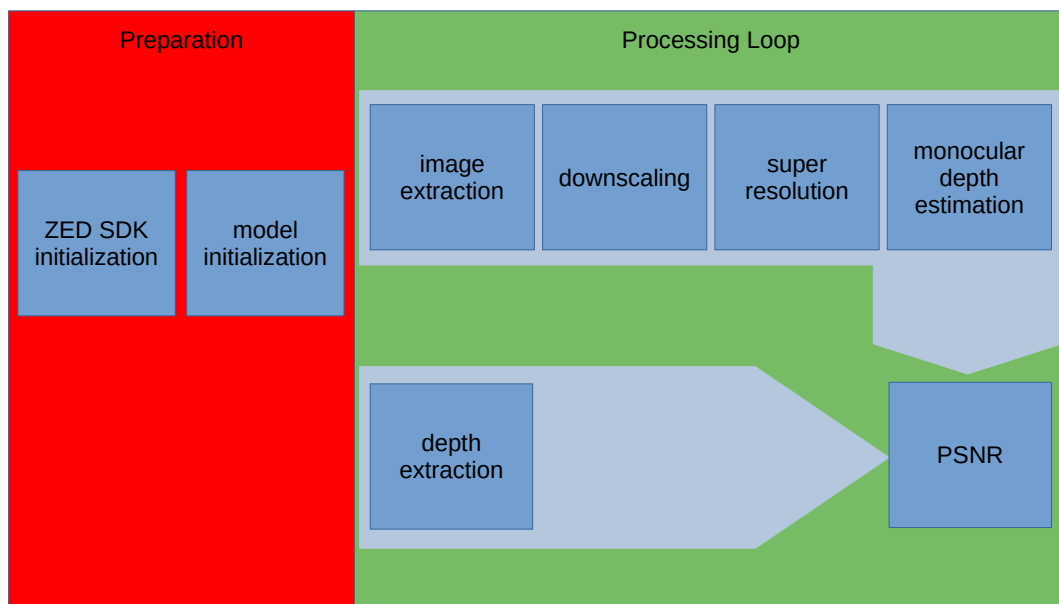 Preparation
Processing Loop
ZED SDK
initialization
model
initialization
image
extraction
downscaling
super
resolution
monocular
depth
estimation
depth
extraction
PSNR